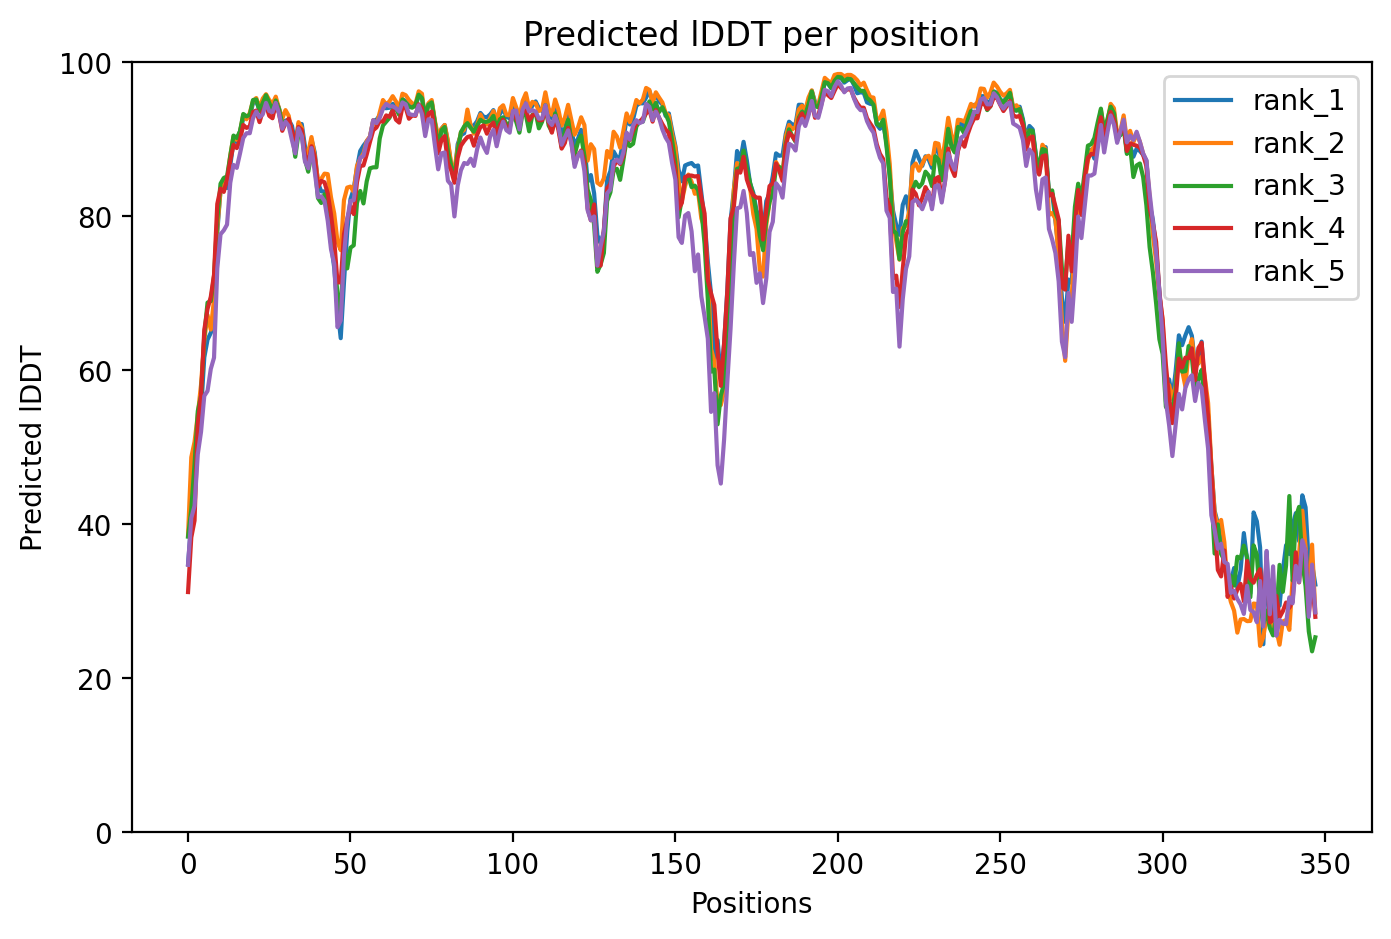 Predicted lDDT per position
100
80
60
40
20
0
Predicted lDDT
0 50 100 150 200 250 300 350
Positions
rank_1
rank_2
rank_3
rank_4
rank_5